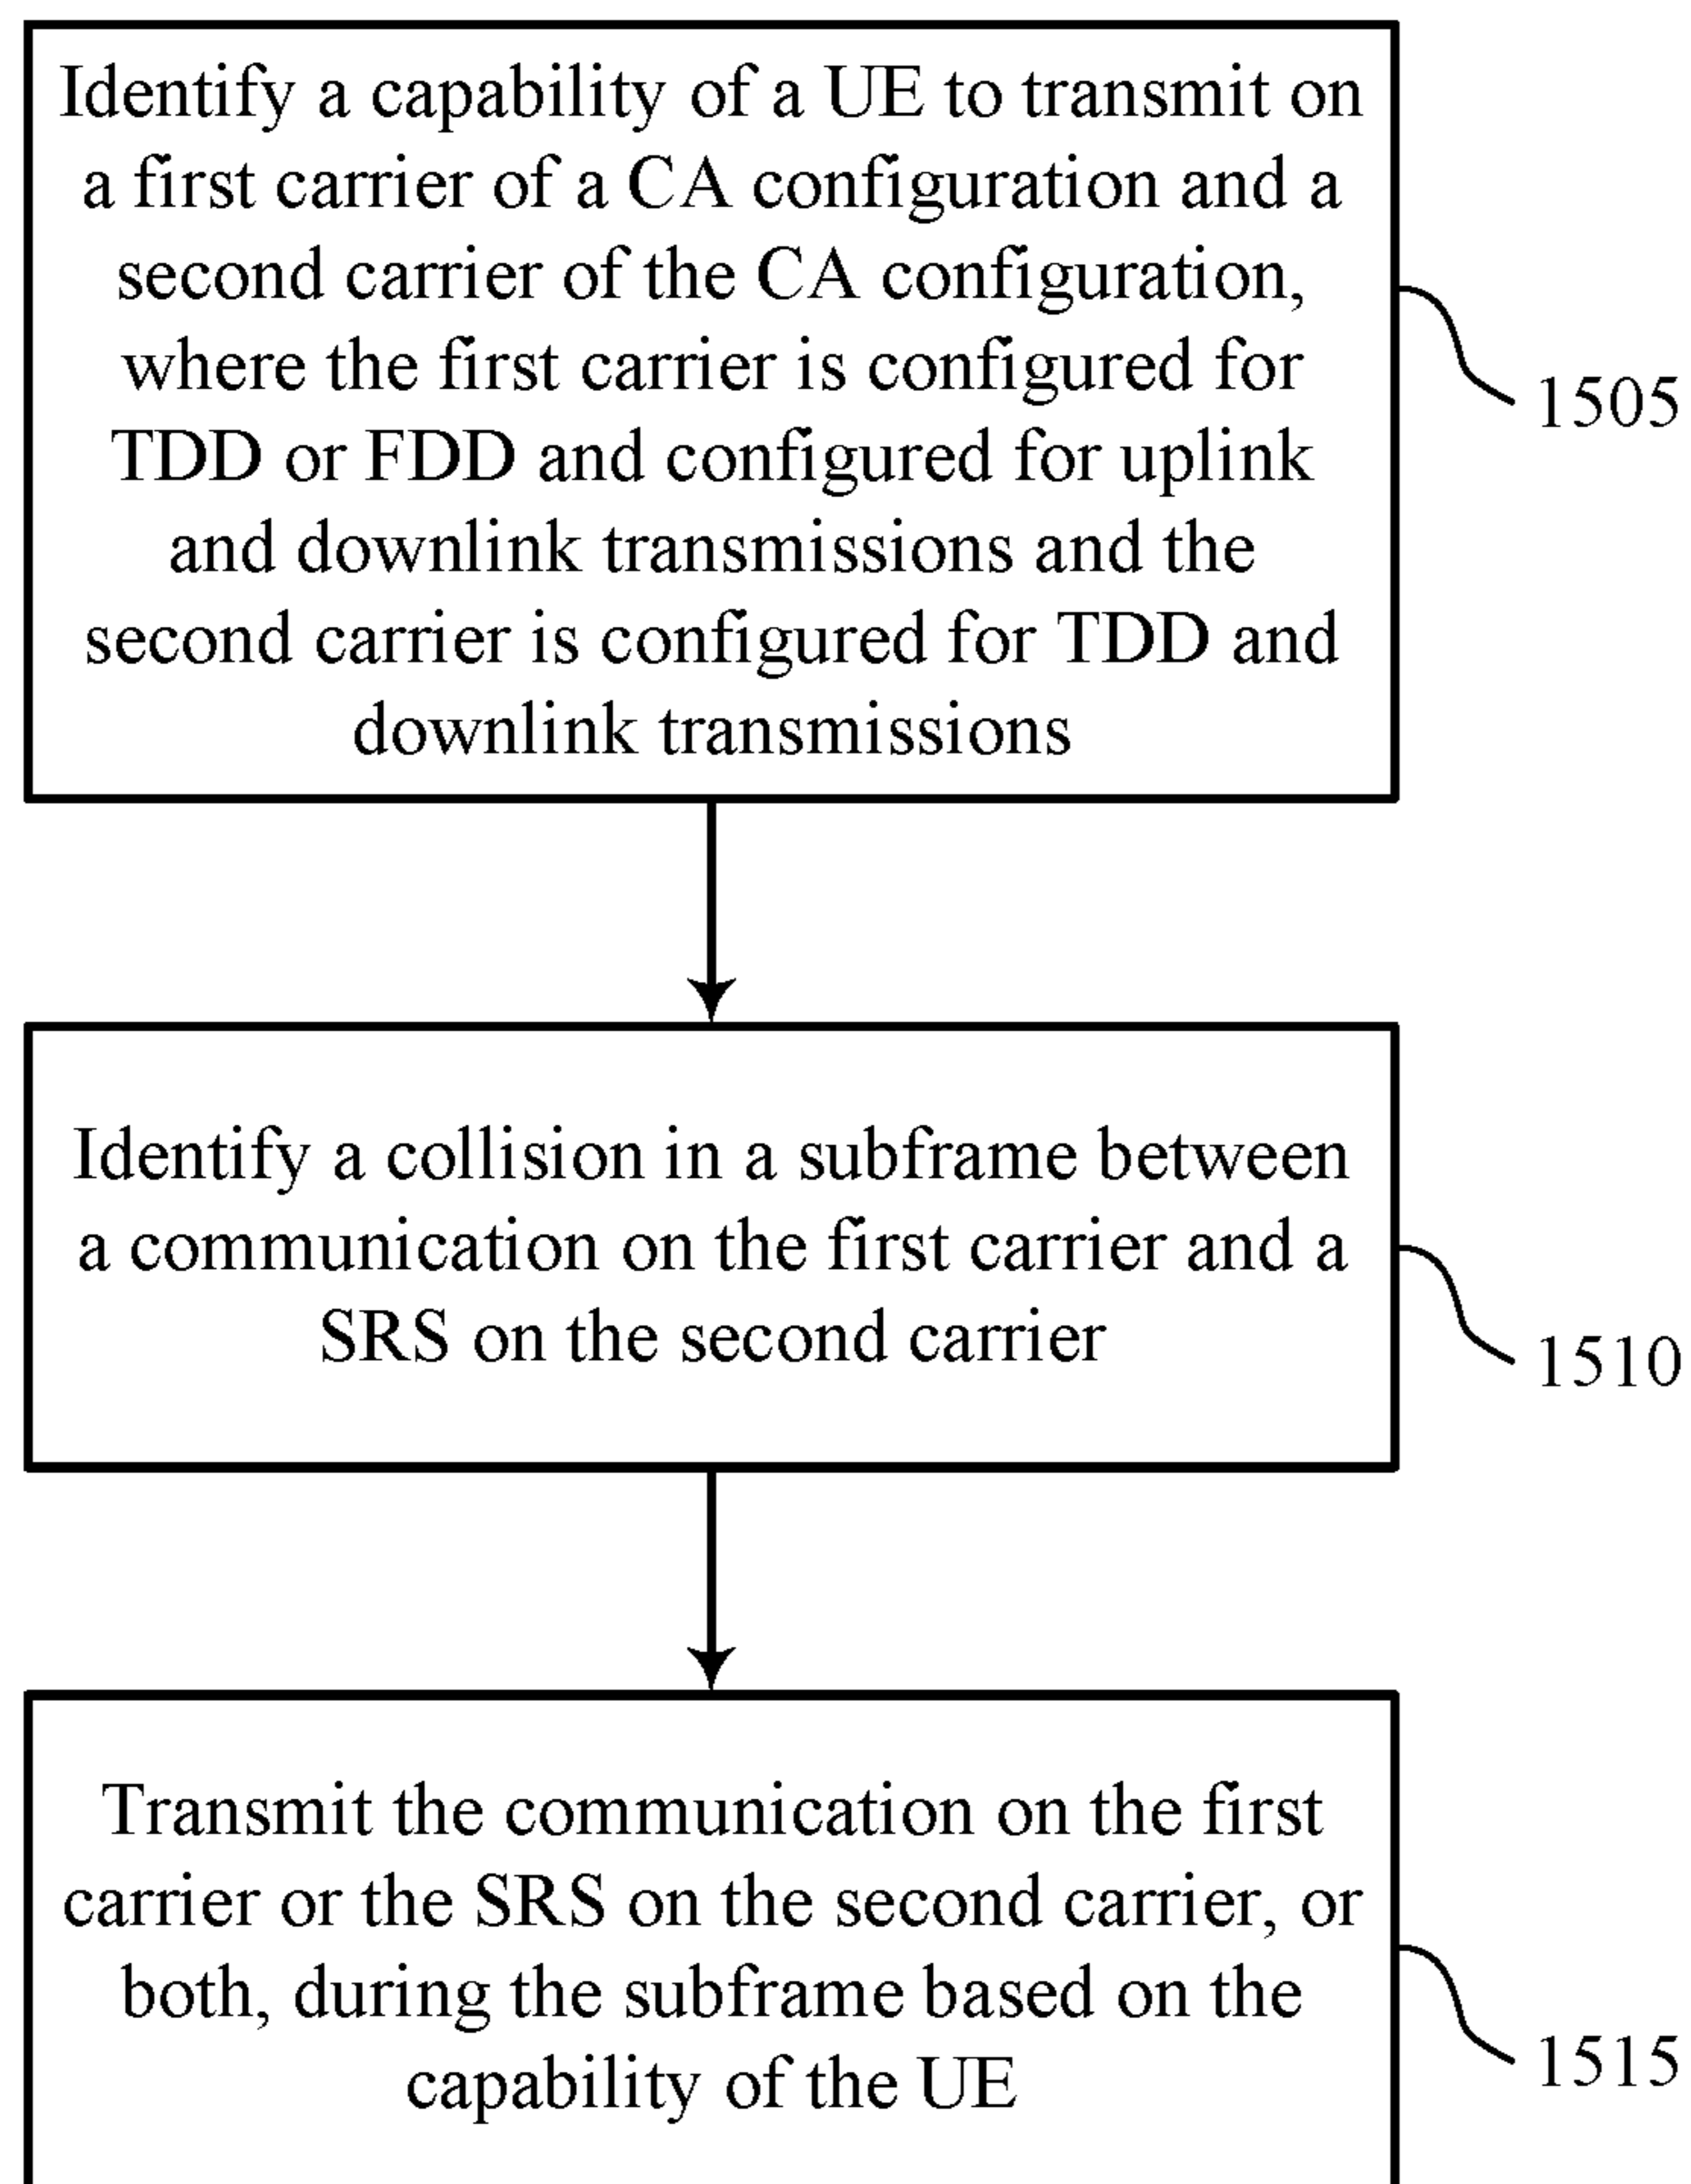 Identify a capability of a UE to transmit on
a first carrier of a CA configuration and a
second carrier of the CA configuration,
where the first carrier is configured for
TDD or FDD and configured for uplink
and downlink transmissions and the
second carrier is configured for TDD and
downlink transmissions
1505
Identify a collision in a subframe between
a communication on the first carrier and a
SRS on the second carrier
1510
Transmit the communication on the first
carrier or the SRS on the second carrier, or
both, during the subframe based on the
capability of the UE
1515